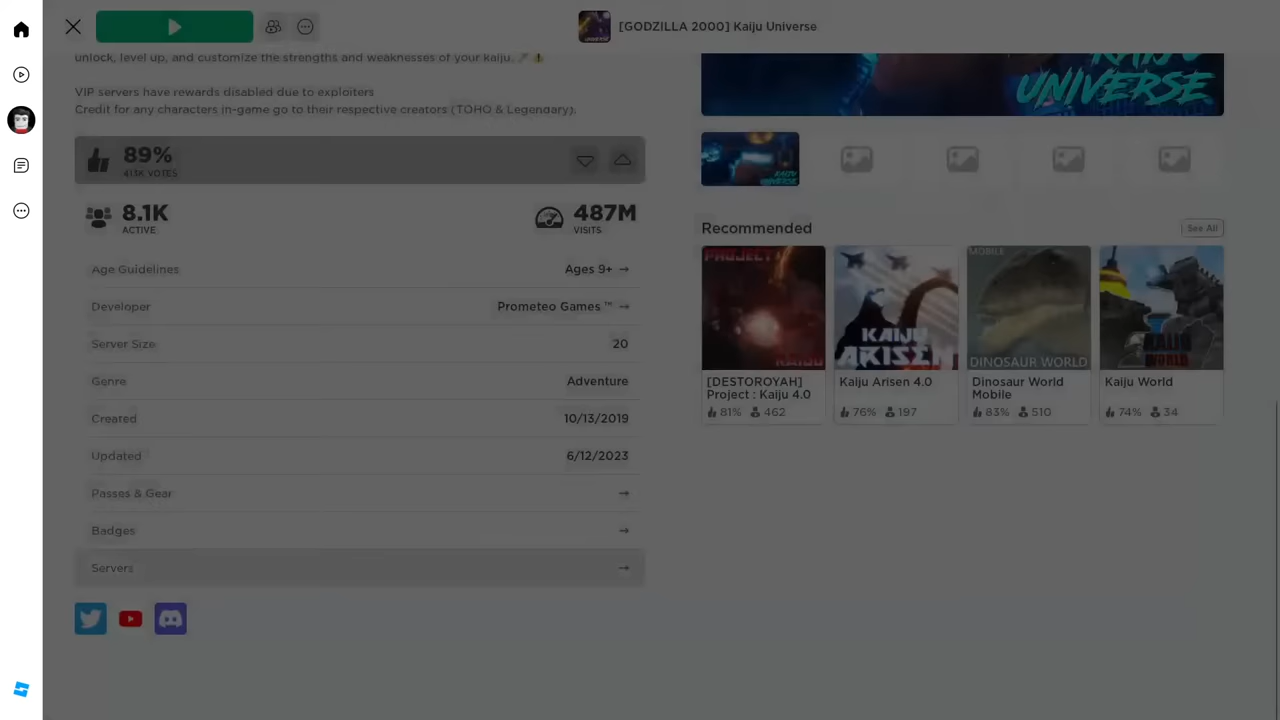 [GODZILLA 2000] Kaiju Universe
unlock, level up, and customize the strengths and weaknesses of your kaiju.
VIP servers have rewards disabled due to exploiters
Credit for any characters in-game go to their respective creators (TOHO & Legendary).
89%
411K VOTES
8.1K
ACTIVE
487M
VISITS
Age Guidelines
Ages 9+ →
Developer
Prometeo Games ™ →
Server Size
20
Genre
Adventure
Created
10/13/2019
Updated
6/12/2023
Passes & Gear →
Badges →
Servers →
KAIJU
UNIVERSE
KAIJU
UNIVERSE
Recommended
See All
PROJECT
KAIJU
[DESTOROYAH]
Project : Kaiju 4.0
81% 462
KAIJU
ARISEN
Kaiju Arisen 4.0
76% 197
MOBILE
DINOSAUR WORLD
Dinosaur World
Mobile
83% 510
KAIJU
WORLD
Kaiju World
74% 34